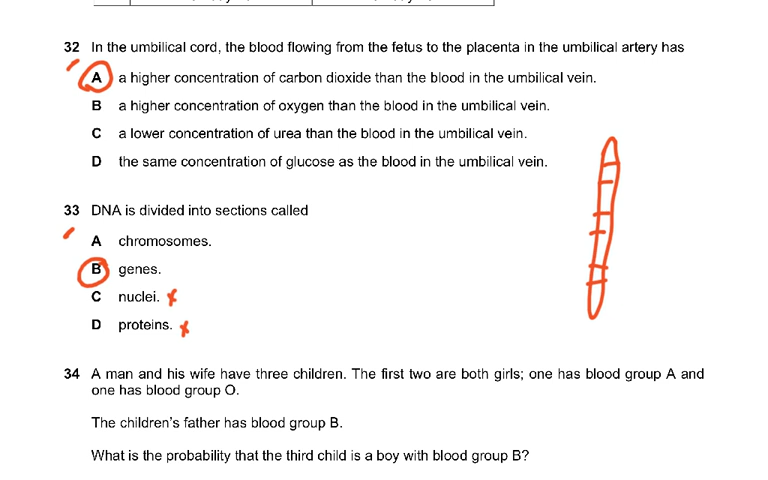 32 In the umbilical cord, the blood flowing from the fetus to the placenta in the umbilical artery has
A a higher concentration of carbon dioxide than the blood in the umbilical vein.
B a higher concentration of oxygen than the blood in the umbilical vein.
C a lower concentration of urea than the blood in the umbilical vein.
D the same concentration of glucose as the blood in the umbilical vein.
33 DNA is divided into sections called
A chromosomes.
B genes.
C nuclei.
D proteins.
34 A man and his wife have three children. The first two are both girls; one has blood group A and
one has blood group O.
The children’s father has blood group B.
What is the probability that the third child is a boy with blood group B?